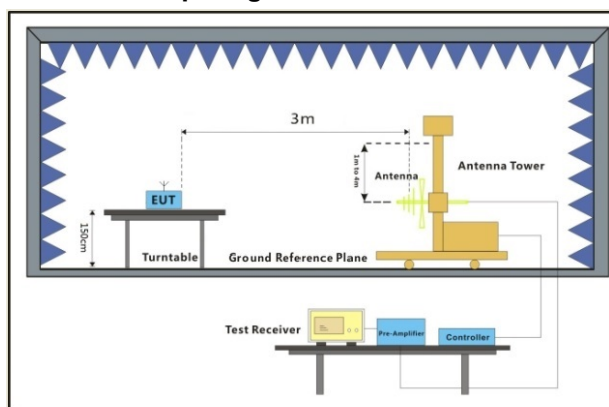 3m
1m to 4m
Antenna
Antenna Tower
EUT
150cm
Turntable
Ground Reference Plane
Test Receiver
Pre-Amplifier
Controller